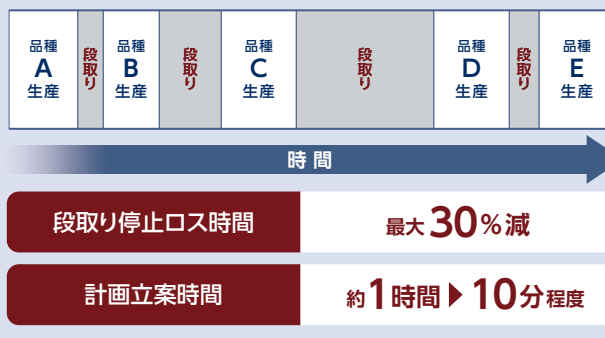 品種
A
生産
段取り
品種
B
生産
段取り
品種
C
生産
段取り
品種
D
生産
段取り
品種
E
生産
時間
段取り停止ロス時間
最大30%減
計画立案時間
約1時間▶10分程度